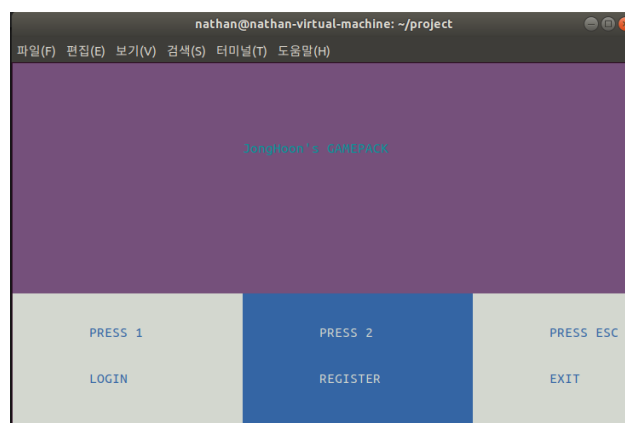 nathan@nathan-virtual-machine: ~/project
파일(F) 편집(E) 보기(V) 검색(S) 터미널(T) 도움말(H)
JongHoon's GAMEPACK
PRESS 1 PRESS 2 PRESS ESC
LOGIN REGISTER EXIT